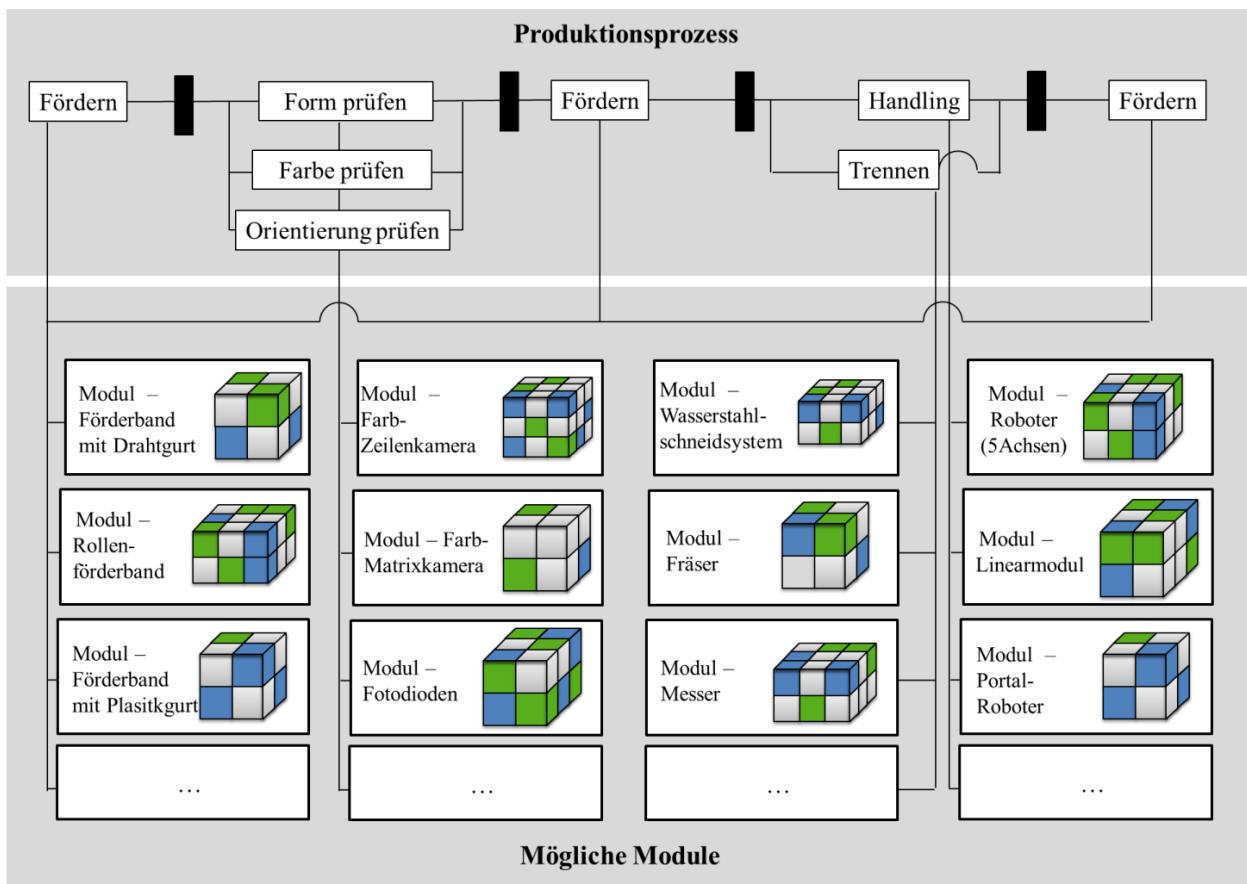 Produktionsprozess
Fördern
Form prüfen
Fördern
Handling
Fördern
Farbe prüfen
Trennen
Orientierung prüfen
Modul –
Förderband
mit Drahtgurt
Modul –
Farb-
Zeilenkamera
Modul –
Wasserstahl-
schneidsystem
Modul –
Roboter
(5Achsen)
Modul –
Rollen-
förderband
Modul – Farb-
Matrixkamera
Modul –
Fräser
Modul –
Linearmodul
Modul –
Förderband
mit Plasitkgurt
Modul –
Fotodioden
Modul –
Messer
Modul –
Portal-
Roboter
…
…
…
…
Mögliche Module